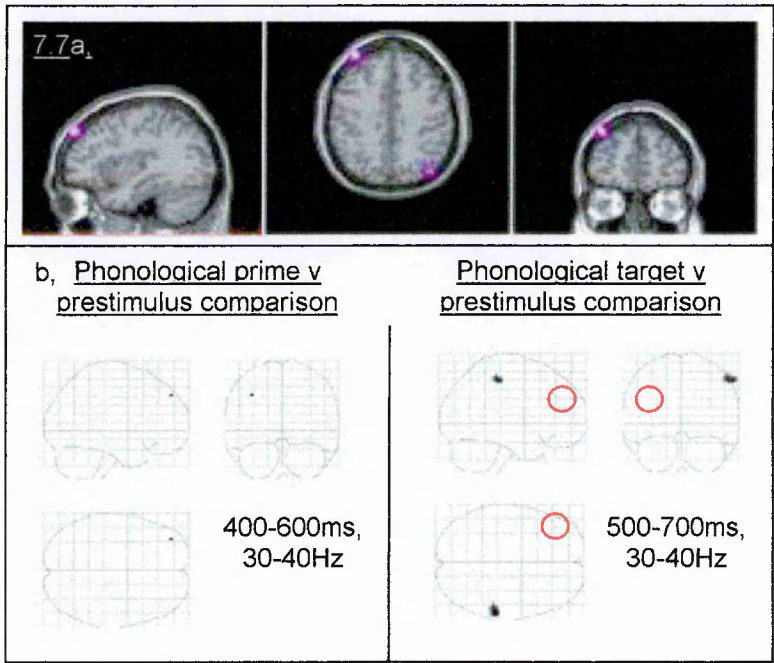 7.7a,
b, Phonological prime v
prestimulus comparison
400-600ms,
30-40Hz
Phonological target v
prestimulus comparison
500-700ms,
30-40Hz